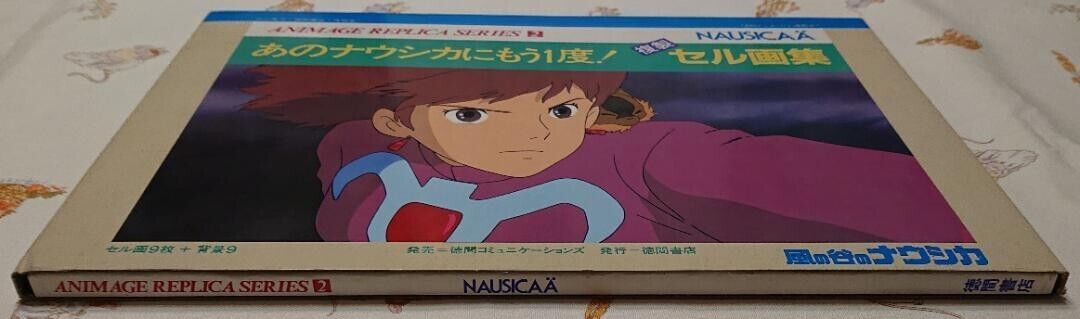 ANIMAGE REPLICA SERIES 2 NAUSICAÄ
あのナウシカにもう1度! 複製 セル画集
セル画9枚 + 背景9 発売=徳間コミュニケーションズ 発行=徳間書店
風の谷のナウシカ
ANIMAGE REPLICA SERIES 2 NAUSICAÄ 徳間書店